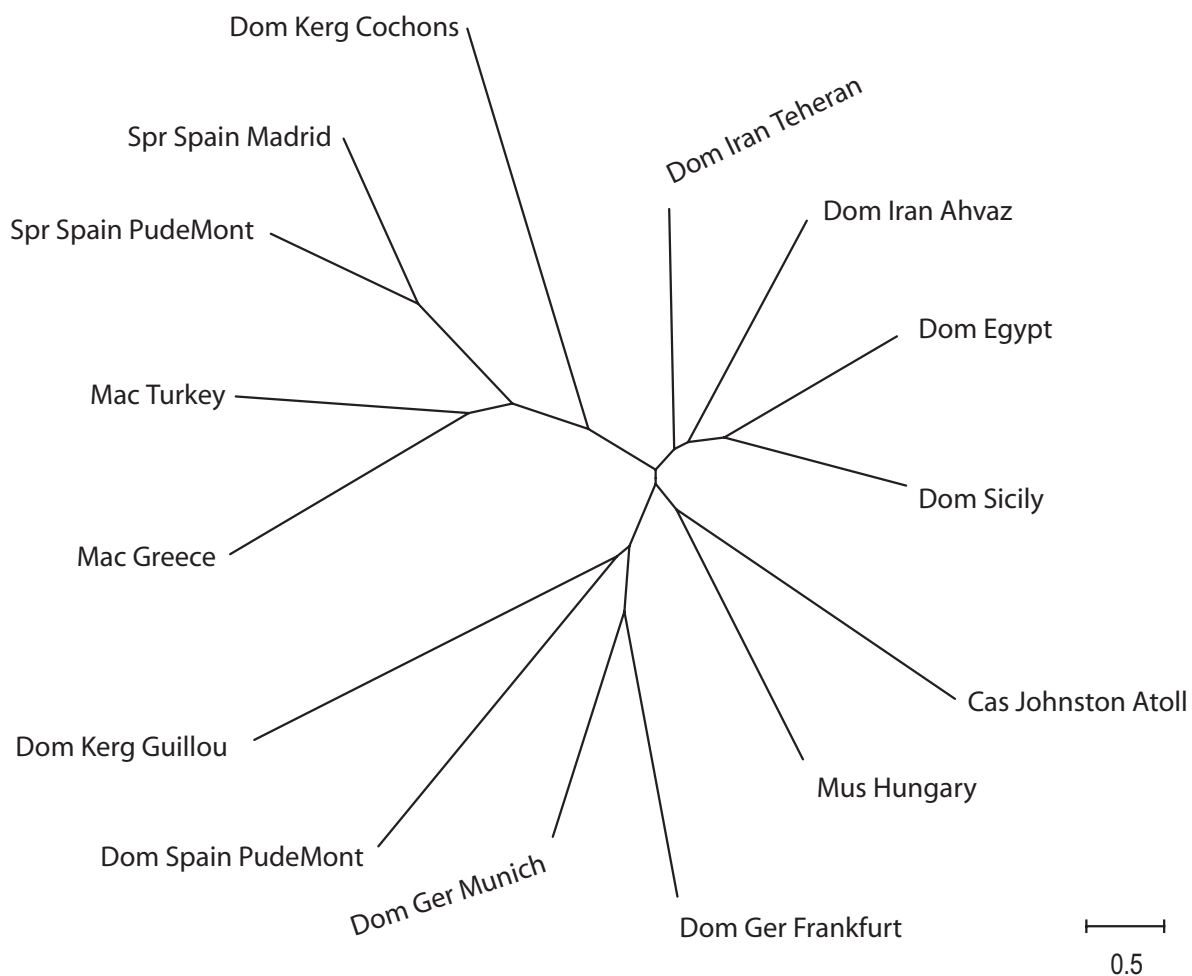 Dom Kerg Cochons
Dom Iran Teheran
Spr Spain Madrid
Dom Iran Ahvaz
Spr Spain PudeMont
Dom Egypt
Mac Turkey
Dom Sicily
Mac Greece
Cas Johnston Atoll
Dom Kerg Guillou
Mus Hungary
Dom Spain PudeMont
Dom Ger Munich
Dom Ger Frankfurt
0.5